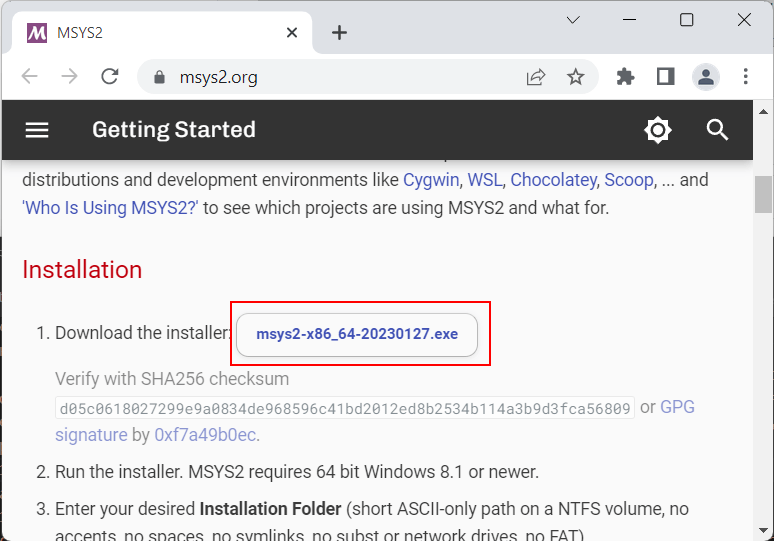 MSYS2
msys2.org
Getting Started
distributions and development environments like Cygwin, WSL, Chocolatey, Scoop, ... and
'Who Is Using MSYS2?' to see which projects are using MSYS2 and what for.
Installation
1. Download the installer: msys2-x86_64-20230127.exe
Verify with SHA256 checksum
d05c0618027299e9a0834de968596c41bd2012ed8b2534b114a3b9d3fca56809 or GPG
signature by 0xf7a49b0ec.
2. Run the installer. MSYS2 requires 64 bit Windows 8.1 or newer.
3. Enter your desired Installation Folder (short ASCII-only path on a NTFS volume, no
accents, no spaces, no symlinks, no subst or network drives, no FAT)